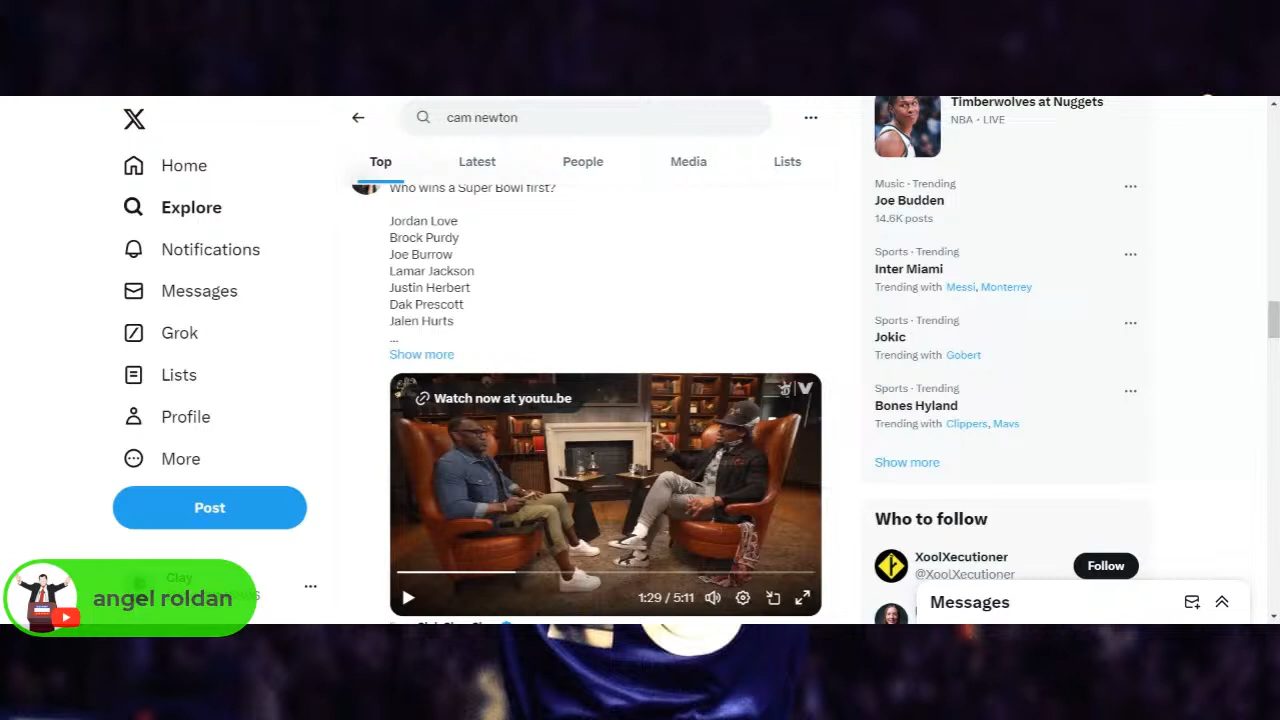 cam newton
Top
Latest
People
Media
Lists
Home
Explore
Notifications
Messages
Grok
Lists
Profile
More
Post
Clay
angel roldan
Who wins a Super Bowl first?
Jordan Love
Brock Purdy
Joe Burrow
Lamar Jackson
Justin Herbert
Dak Prescott
Jalen Hurts
...
Show more
Watch now at youtu.be
1:29 / 5:11
Timberwolves at Nuggets
NBA · LIVE
Music · Trending
Joe Budden
14.6K posts
Sports · Trending
Inter Miami
Trending with Messi, Monterrey
Sports · Trending
Jokic
Trending with Gobert
Sports · Trending
Bones Hyland
Trending with Clippers, Mavs
Show more
Who to follow
XoolXecutioner
@XoolXecutioner
Follow
Messages